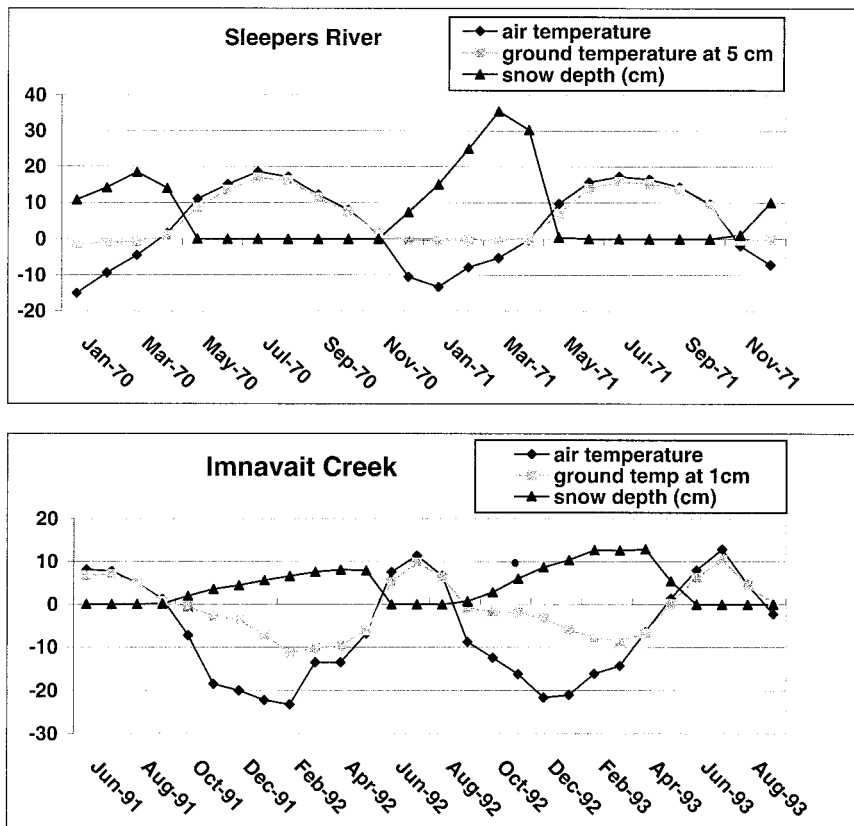 Sleepers River
air temperature
ground temperature at 5 cm
snow depth (cm)
40
30
20
10
0
-10
-20
Jan-70
Mar-70
May-70
Jul-70
Sep-70
Nov-70
Jan-71
Mar-71
May-71
Jul-71
Sep-71
Nov-71
Imnavait Creek
air temperature
ground temp at 1cm
snow depth (cm)
20
10
0
-10
-20
-30
Jun-91
Aug-91
Oct-91
Dec-91
Feb-92
Apr-92
Jun-92
Aug-92
Oct-92
Dec-92
Feb-93
Apr-93
Jun-93
Aug-93